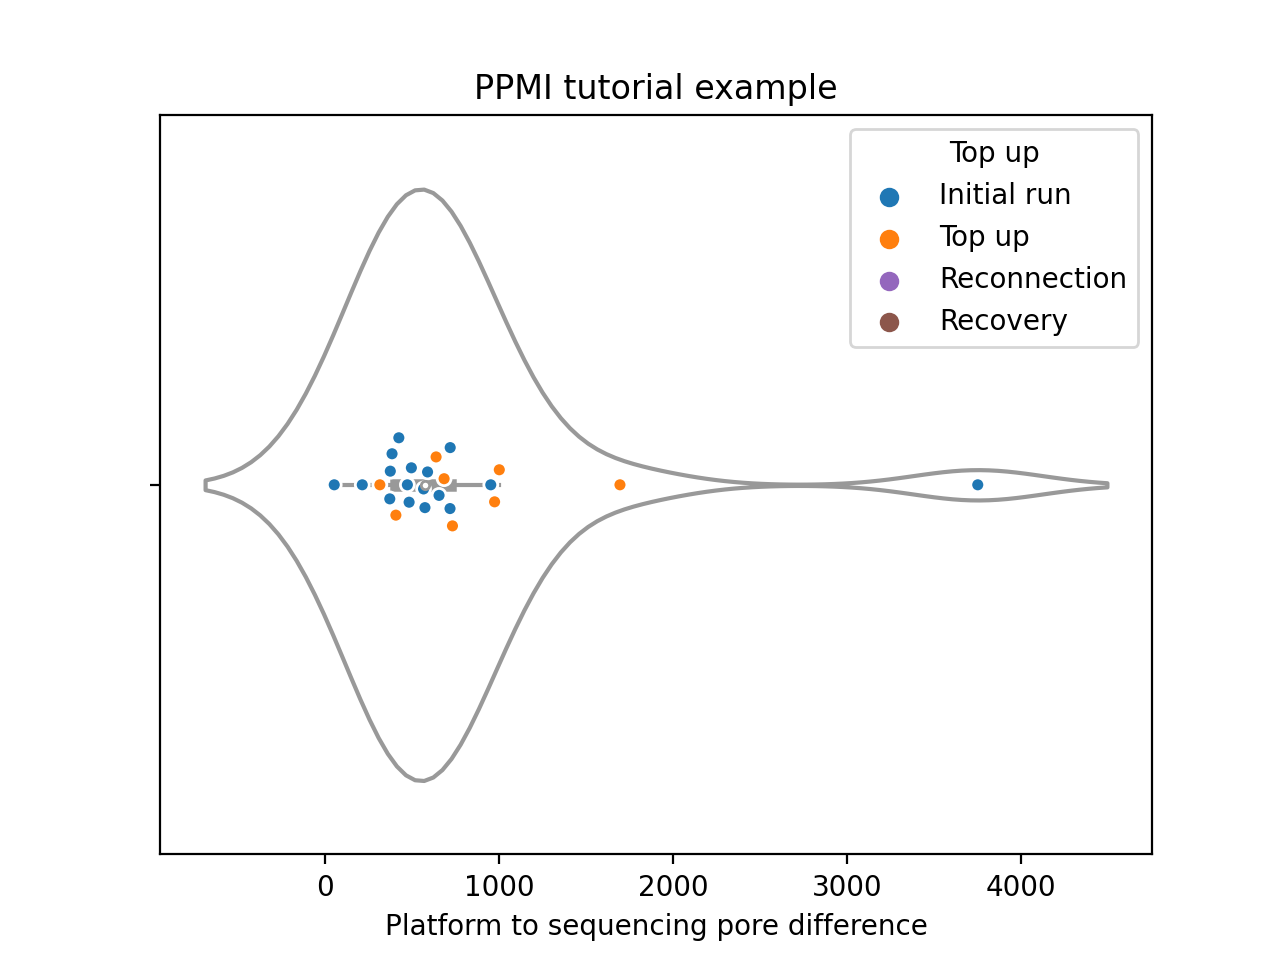 PPMI tutorial example
Top up
Initial run
Top up
Reconnection
Recovery
0 1000 2000 3000 4000
Platform to sequencing pore difference